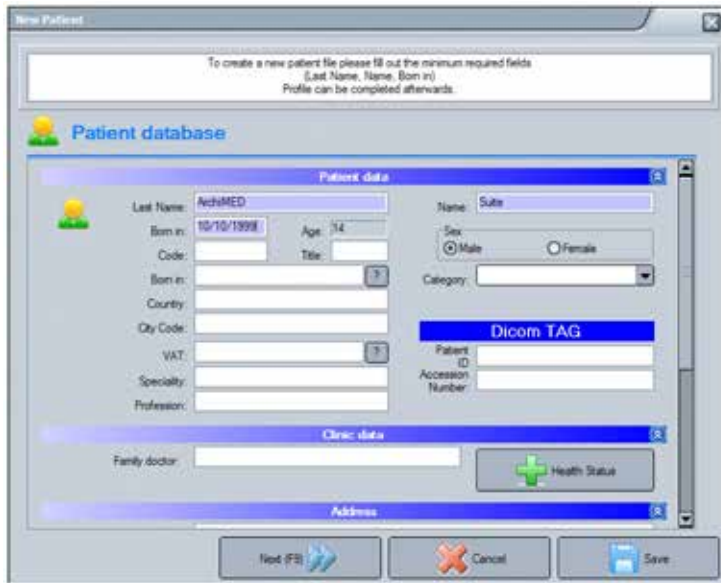 New Patient
To create a new patient file please fill out the minimum required fields
(Last Name, Name, Born in)
Profile can be completed afterwards.
Patient database
Patient data
Last Name: ArchiMED Name: Suite
Born in: 10/10/1999 Age: 14 Sex
Male Female
Code: Title:
Born in: ? Category:
Country:
City Code: Dicom TAG
VAT: ? Patient ID
Speciality: Accession Number
Profession:
Clinic data
Family doctor: Health Status
Address
Next (F9) Cancel Save